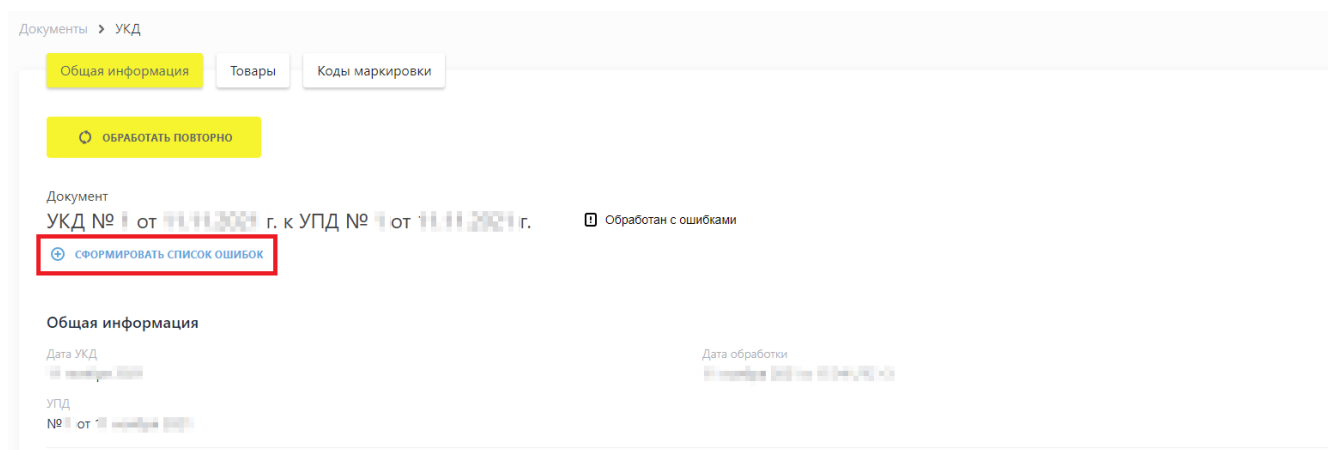 Документы > УКД
Общая информация Товары Коды маркировки
ОБРАБОТАТЬ ПОВТОРНО
Документ
УКД № от г. к УПД № от г.
Обработан с ошибками
СФОРМИРОВАТЬ СПИСОК ОШИБОК
Общая информация
Дата УКД
Дата обработки
УПД
№ от